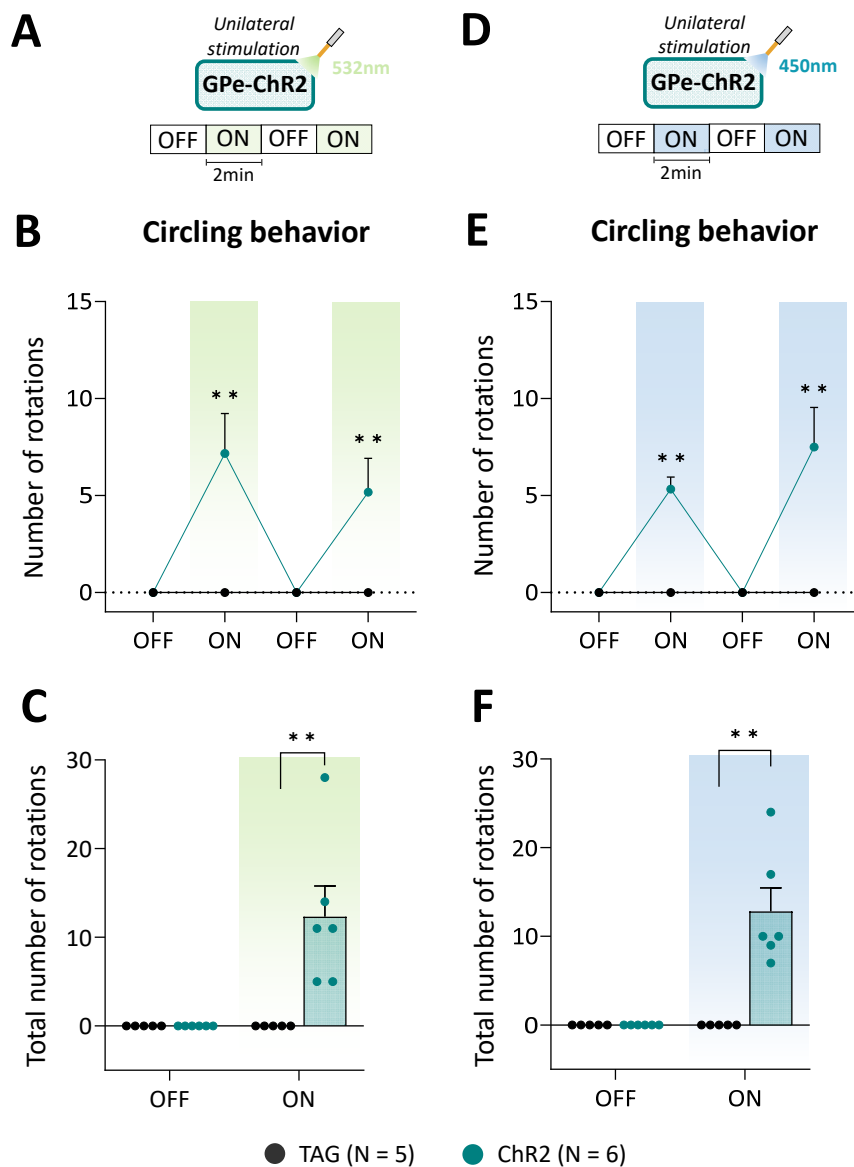 A
Unilateral
stimulation
532nm
GPe-ChR2
OFF ON OFF ON
2min
B Circling behavior
Number of rotations
15
10
5
0
** **
OFF ON OFF ON
C
Total number of rotations
30
20
10
0
**
OFF ON
D
Unilateral
stimulation
450nm
GPe-ChR2
OFF ON OFF ON
2min
E Circling behavior
Number of rotations
15
10
5
0
** **
OFF ON OFF ON
F
Total number of rotations
30
20
10
0
**
OFF ON
TAG (N = 5) ChR2 (N = 6)